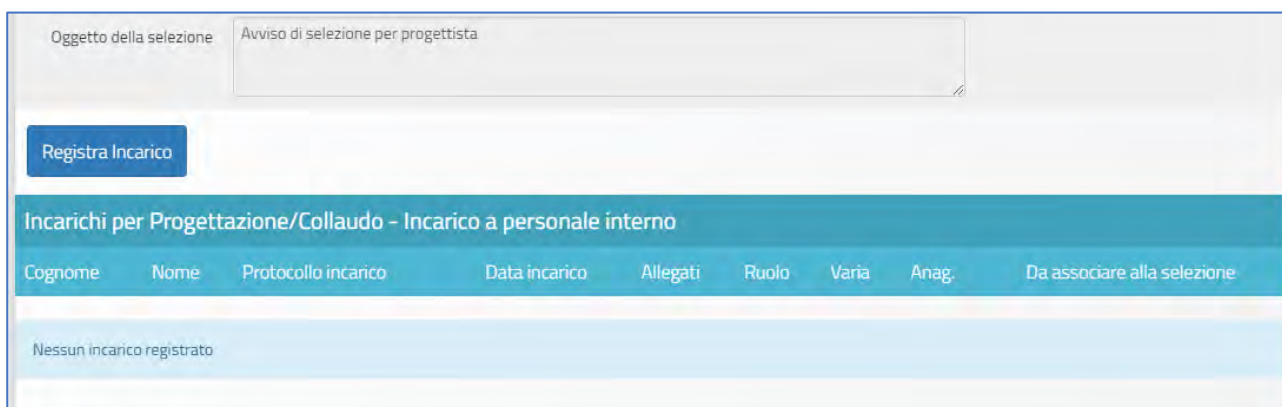 Oggetto della selezione Avviso di selezione per progettista
Registra Incarico
Incarichi per Progettazione/Collaudo - Incarico a personale interno
Cognome Nome Protocollo incarico Data incarico Allegati Ruolo Varia Anag. Da associare alla selezione
Nessun incarico registrato